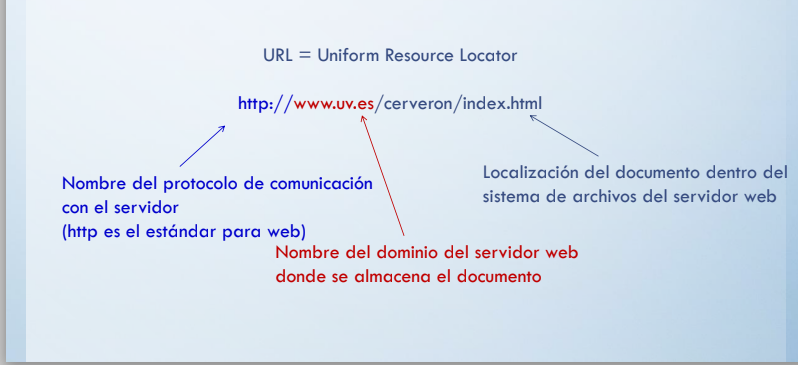 URL = Uniform Resource Locator
http://www.uv.es/cerveron/index.html
Localización del documento dentro del
sistema de archivos del servidor web
Nombre del protocolo de comunicación
con el servidor
(http es el estándar para web)
Nombre del dominio del servidor web
donde se almacena el documento